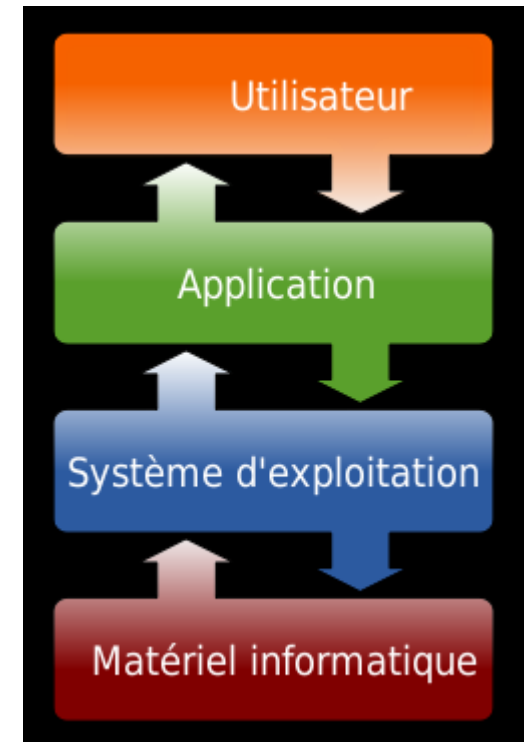 Utilisateur
Application
Système d'exploitation
Matériel informatique